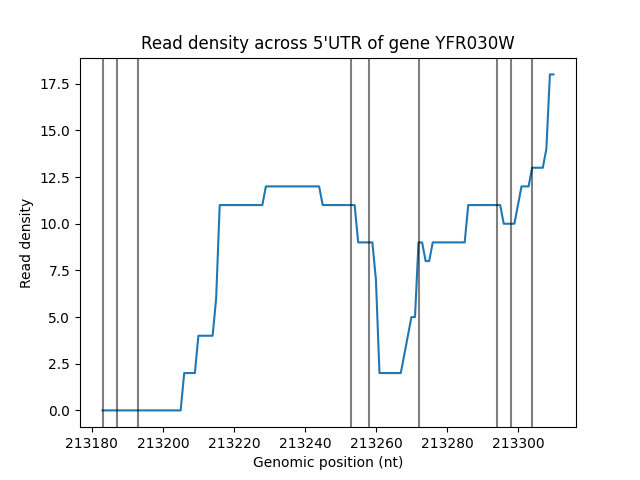 Read density across 5'UTR of gene YFR030W
Read density
17.5
15.0
12.5
10.0
7.5
5.0
2.5
0.0
213180 213200 213220 213240 213260 213280 213300
Genomic position (nt)